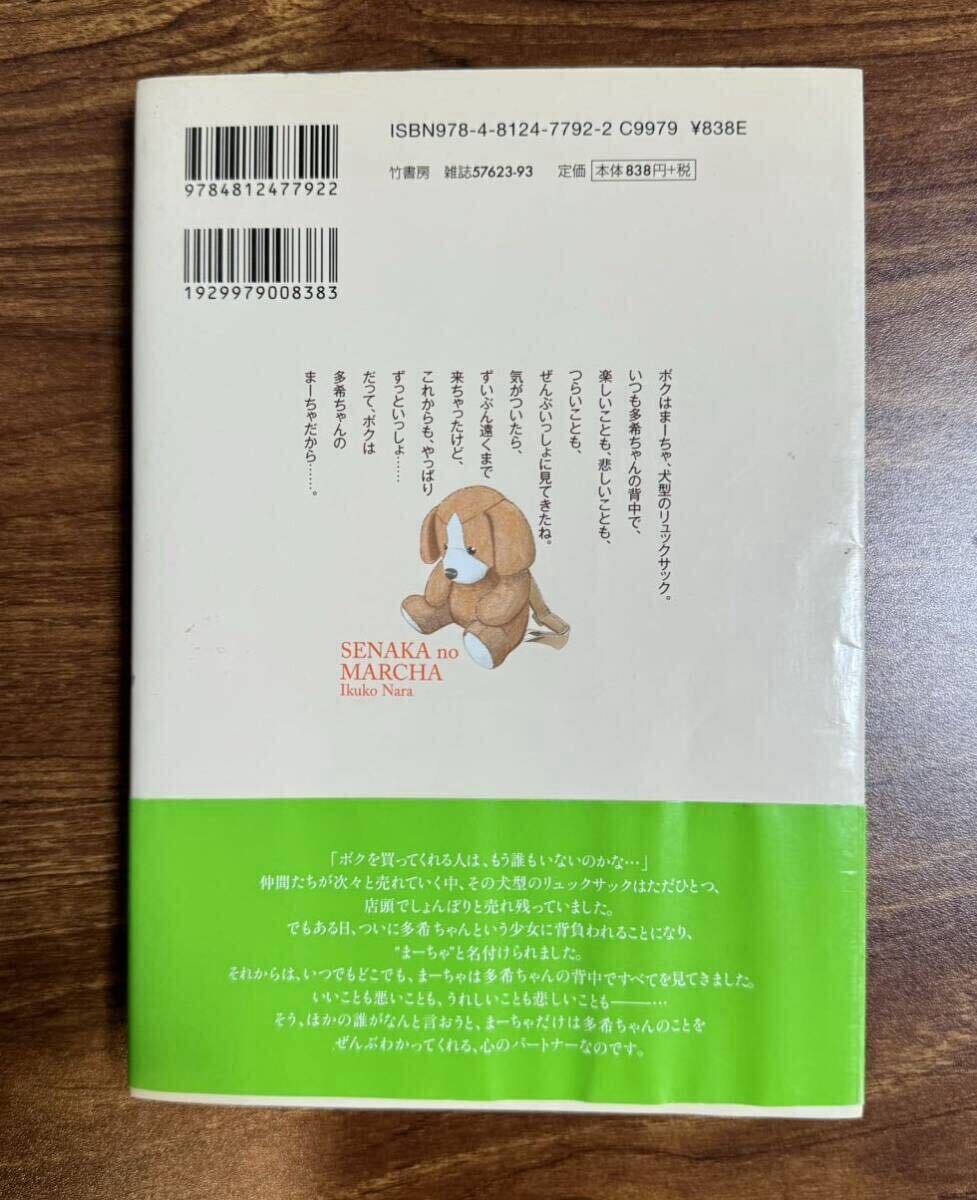 ISBN978-4-8124-7792-2 C9979 ¥838E
9784812477922
竹書房 雑誌57623-93 定価 本体838円+税
1929979008383
ボクはまーちゃ、犬型のリュックサック。
いつも多希ちゃんの背中で、
楽しいことも、悲しいことも、
つらいことも、
ぜんぶいっしょに見てきたね。
気がついたら、
ずいぶん遠くまで
来ちゃったけど、
これからも、やっぱり
ずっといっしょ……
だって、ボクは
多希ちゃんの
まーちゃだから……。
SENAKA no
MARCHA
Ikuko Nara
「ボクを買ってくれる人は、もう誰もいないのかな…」
仲間たちが次々と売れていく中、その犬型のリュックサックはただひとつ、
店頭でしょんぼりと売れ残っていました。
でもある日、ついに多希ちゃんという少女に背負われることになり、
“まーちゃ”と名付けられました。
それからは、いつでもどこでも、まーちゃは多希ちゃんの背中ですべてを見てきました。
いいことも悪いことも、うれしいことも悲しいことも――…
そう、ほかの誰がなんと言おうと、まーちゃだけは多希ちゃんのことを
ぜんぶわかってくれる、心のパートナーなのです。